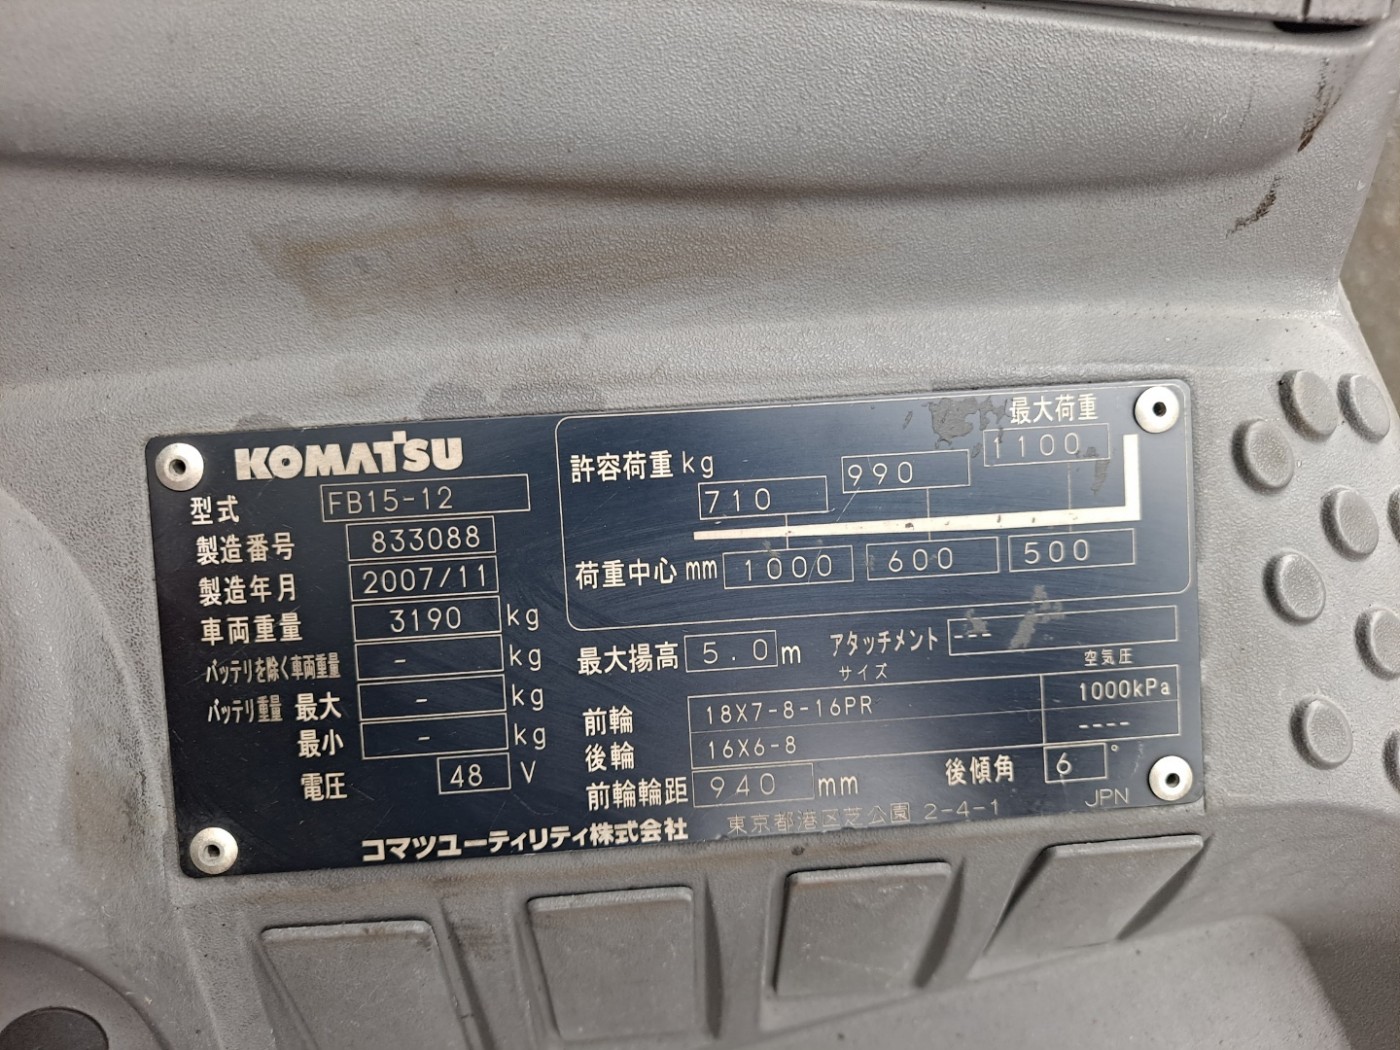 KOMATSU
型式 FB15-12
製造番号 833088
製造年月 2007/11
車両重量 3190 kg
バッテリを除く車両重量 - kg
バッテリ重量 最大 - kg
最小 - kg
電圧 48 V
最大荷重
許容荷重 kg 710 990 1100
荷重中心 mm 1000 600 500
最大揚高 5.0 m アタッチメント ---
サイズ 空気圧
前輪 18X7-8-16PR 1000kPa
後輪 16X6-8 ----
前輪輪距 940 mm 後傾角 6°
コマツユーティリティ株式会社 東京都港区芝公園 2-4-1 JPN